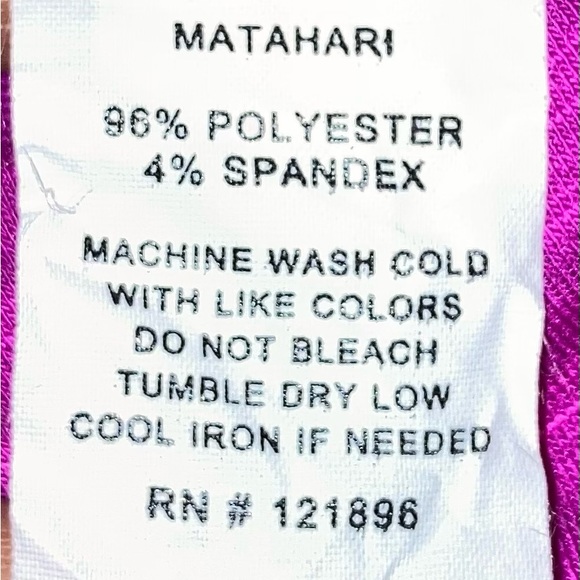 MATAHARI
96% POLYESTER
4% SPANDEX
MACHINE WASH COLD
WITH LIKE COLORS
DO NOT BLEACH
TUMBLE DRY LOW
COOL IRON IF NEEDED
RN # 121896